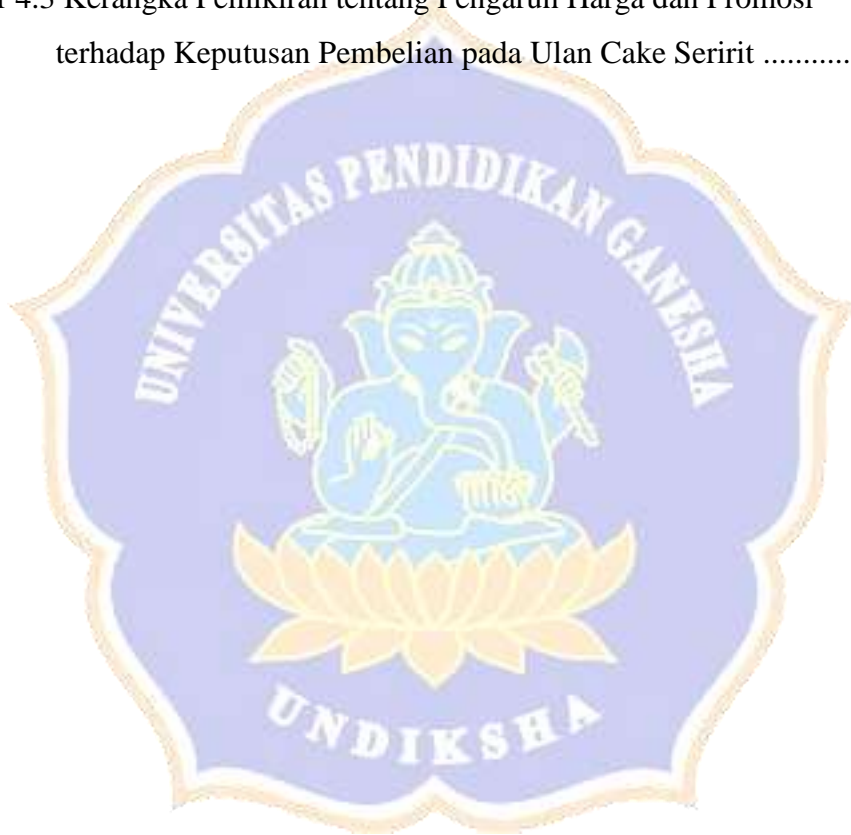 4.3 Kerangka Pemikiran tentang Pengaruh Harga dan Promosi
terhadap Keputusan Pembelian pada Ulan Cake Seririt ...........
UNIVERSITAS PENDIDIKAN GANESHA
UNDIKSHA